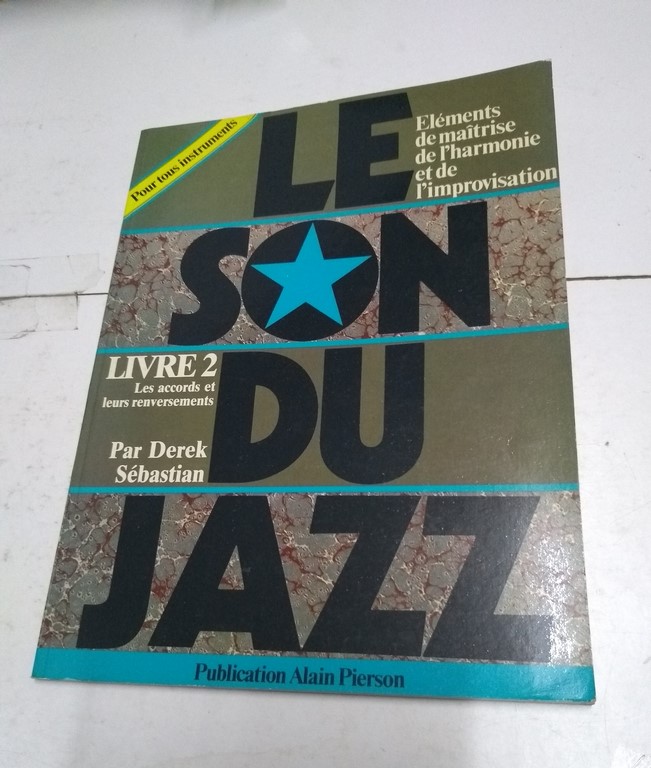 Pour tous instruments
LE
Eléments
de maîtrise
de l'harmonie
et de
l'improvisation
SON
LIVRE 2
Les accords et
leurs renversements
DU
Par Derek
Sébastian
JAZZ
Publication Alain Pierson